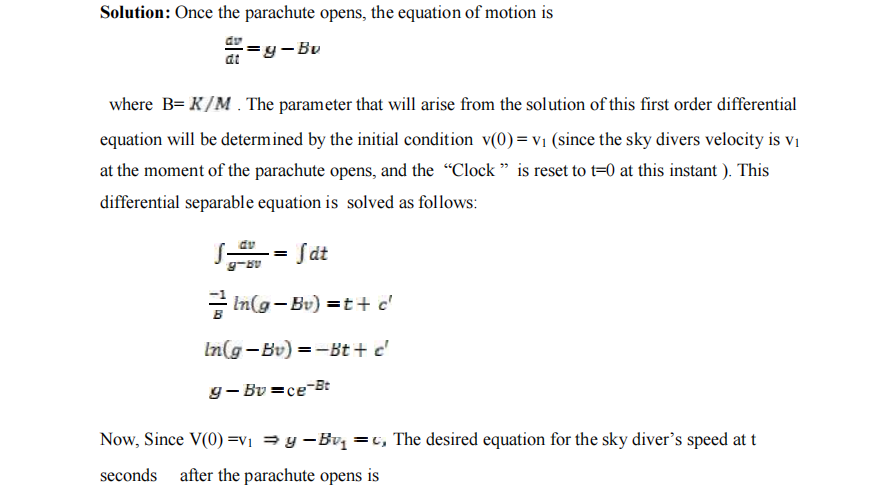 Solution: Once the parachute opens, the equation of motion is
dv/dt = g − Bv
where B= K/M . The parameter that will arise from the solution of this first order differential
equation will be determined by the initial condition v(0) = v₁ (since the sky divers velocity is v₁
at the moment of the parachute opens, and the “Clock ” is reset to t=0 at this instant ). This
differential separable equation is solved as follows:
∫ dv/(g−Bv) = ∫ dt
−1/B ln(g − Bv) = t + c′
ln(g − Bv) = −Bt + c′
g − Bv = ce^(−Bt)
Now, Since V(0) =v₁ ⇒ g − Bv₁ = c, The desired equation for the sky diver’s speed at t
seconds after the parachute opens is